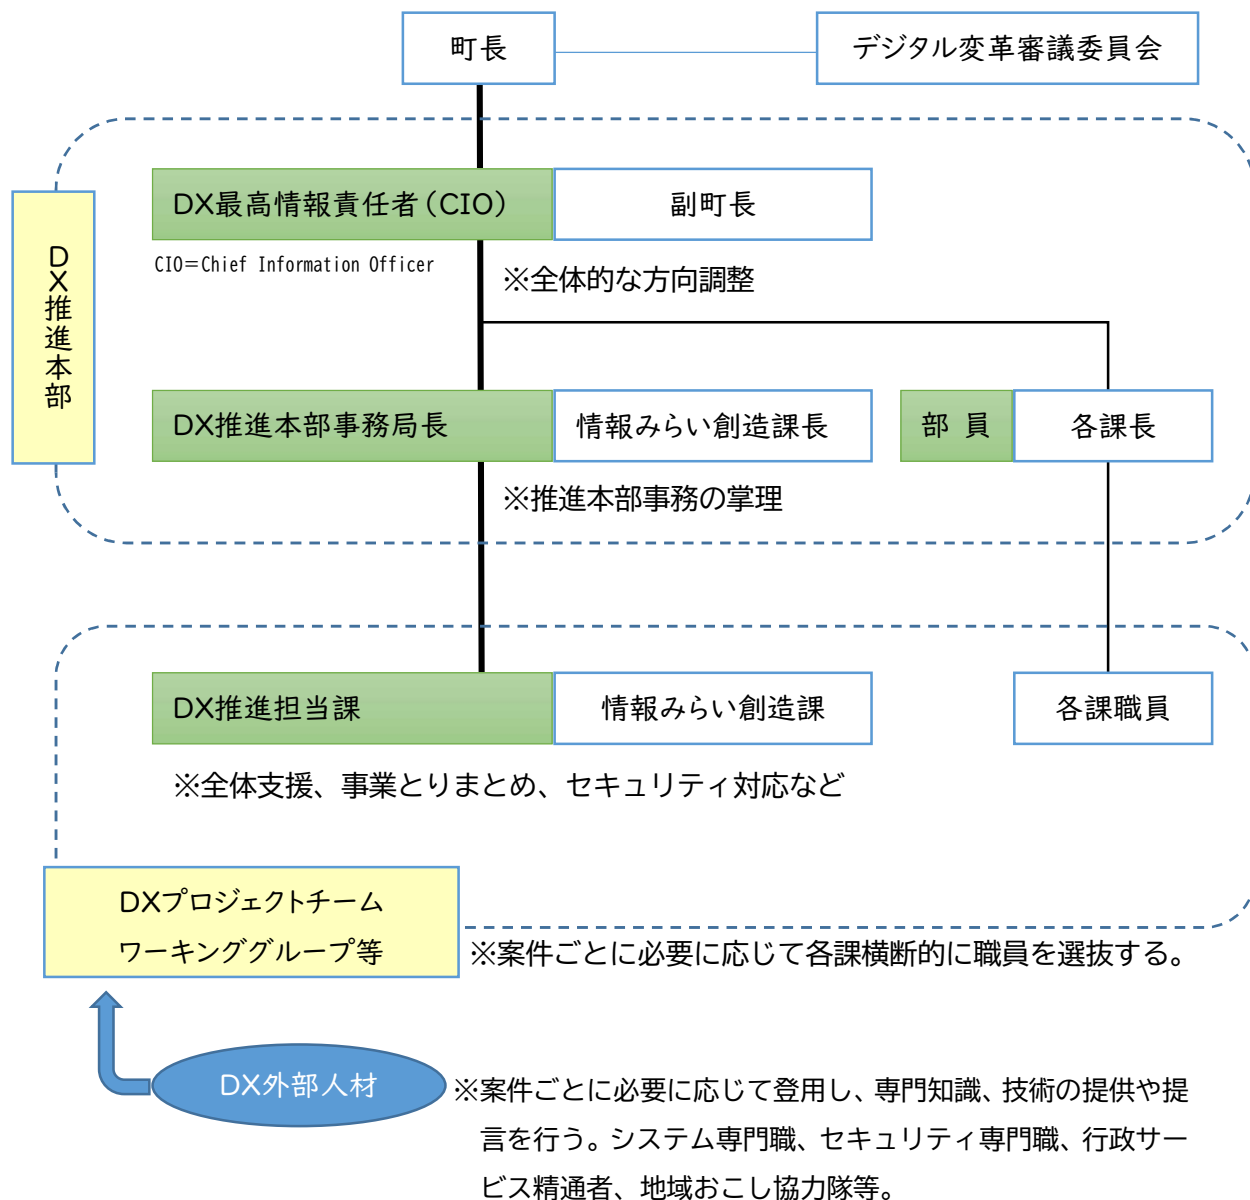 町長
デジタル変革審議委員会
DX推進本部
DX最高情報責任者（CIO）
副町長
CIO＝Chief Information Officer
※全体的な方向調整
DX推進本部事務局長
情報みらい創造課長
部 員
各課長
※推進本部事務の掌理
DX推進担当課
情報みらい創造課
各課職員
※全体支援、事業とりまとめ、セキュリティ対応など
DXプロジェクトチーム
ワーキンググループ等
※案件ごとに必要に応じて各課横断的に職員を選抜する。
DX外部人材
※案件ごとに必要に応じて登用し、専門知識、技術の提供や提
言を行う。システム専門職、セキュリティ専門職、行政サー
ビス精通者、地域おこし協力隊等。